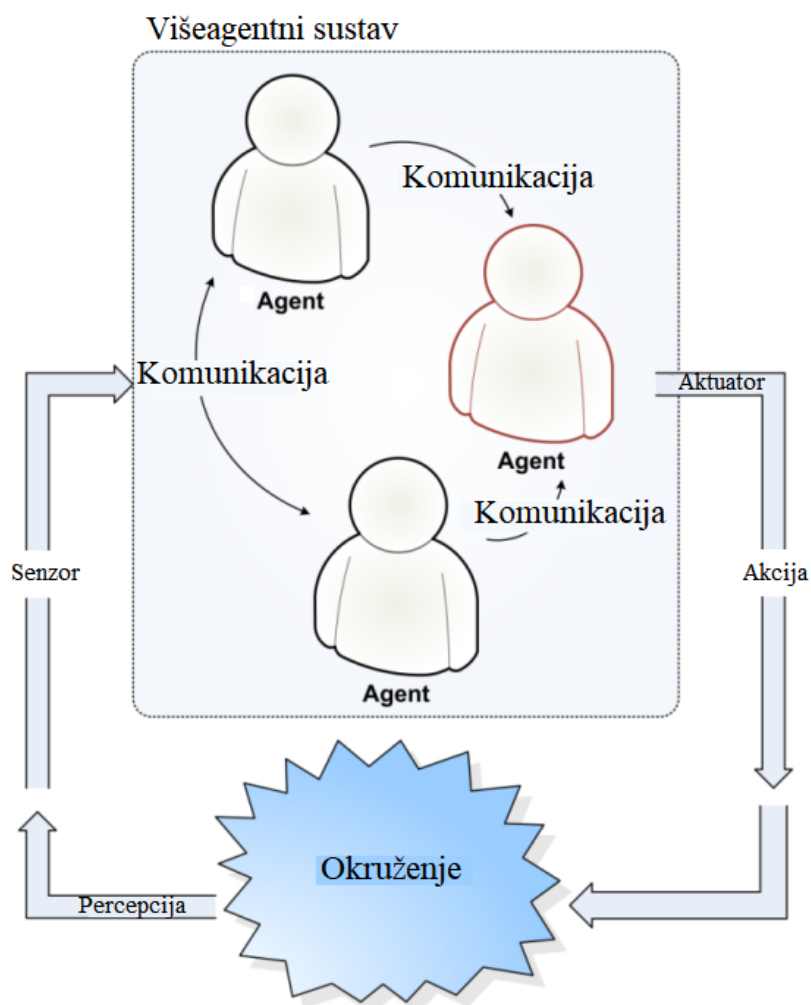 Višeagentni sustav
Komunikacija
Agent
Komunikacija
Aktuator
Agent
Komunikacija
Senzor
Akcija
Agent
Okruženje
Percepcija